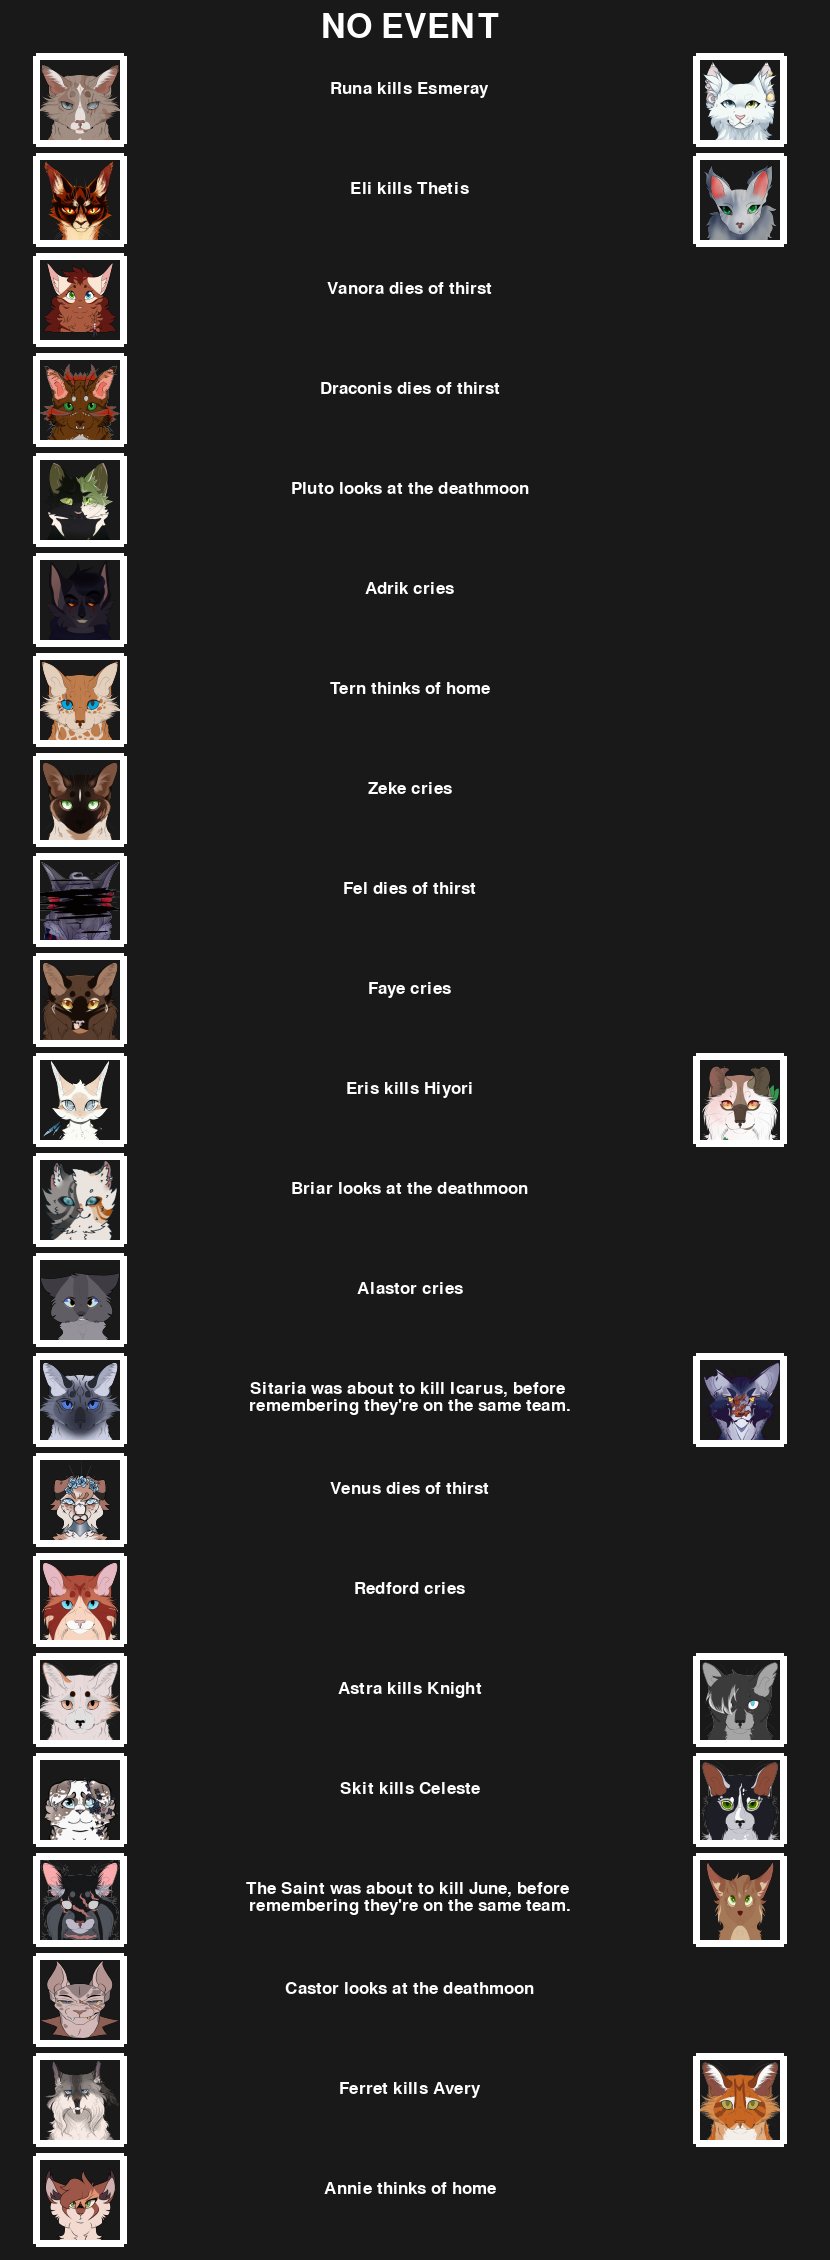 NO EVENT
Runa kills Esmeray
Eli kills Thetis
Vanora dies of thirst
Draconis dies of thirst
Pluto looks at the deathmoon
Adrik cries
Tern thinks of home
Zeke cries
Fel dies of thirst
Faye cries
Eris kills Hiyori
Briar looks at the deathmoon
Alastor cries
Sitaria was about to kill Icarus, before
remembering they're on the same team.
Venus dies of thirst
Redford cries
Astra kills Knight
Skit kills Celeste
The Saint was about to kill June, before
remembering they're on the same team.
Castor looks at the deathmoon
Ferret kills Avery
Annie thinks of home